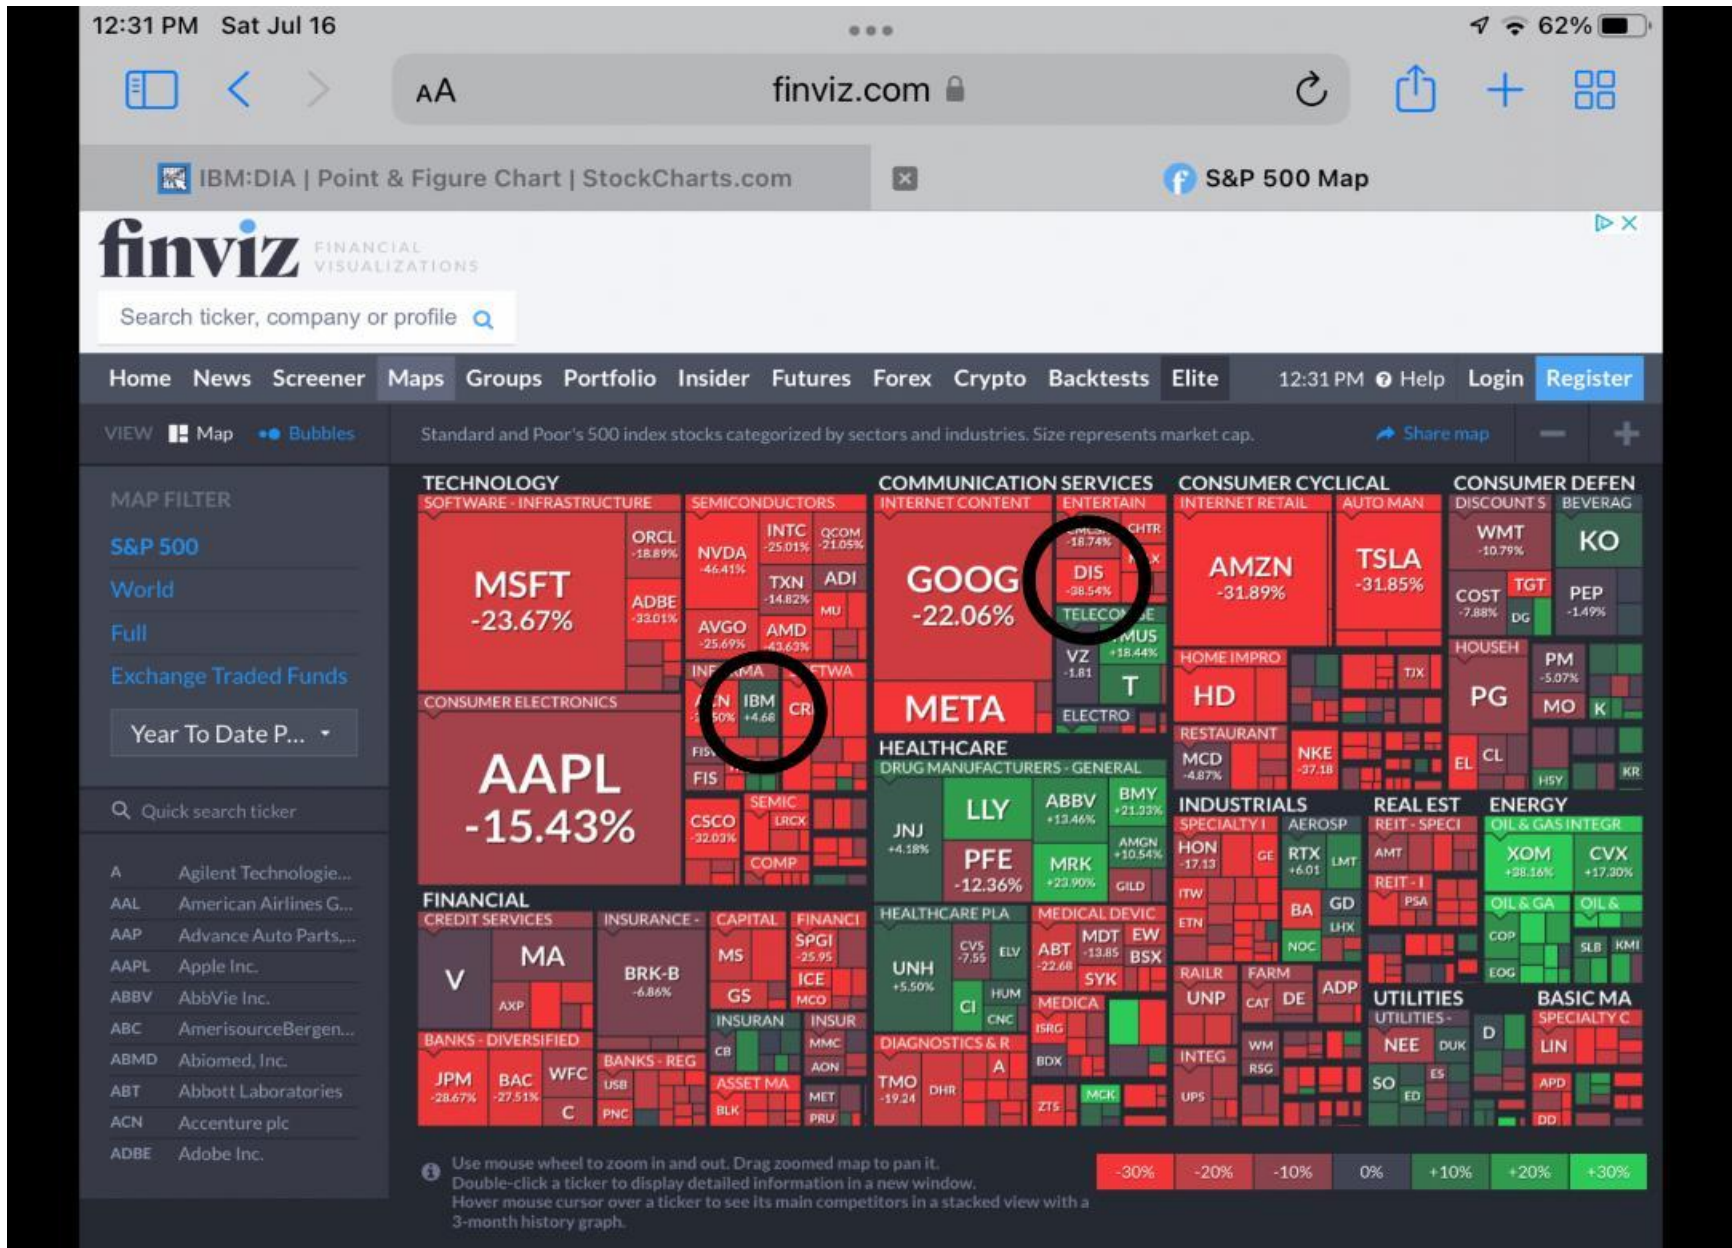 12:31 PM Sat Jul 16
62%
AA
finviz.com
IBM:DIA | Point & Figure Chart | StockCharts.com
S&P 500 Map
finviz
FINANCIAL
VISUALIZATIONS
Search ticker, company or profile
Home News Screener Maps Groups Portfolio Insider Futures Forex Crypto Backtests Elite 12:31 PM Help Login Register
VIEW Map Bubbles
Standard and Poor's 500 index stocks categorized by sectors and industries. Size represents market cap.
Share map
MAP FILTER
S&P 500
World
Full
Exchange Traded Funds
Year To Date P...
Quick search ticker
A Agilent Technologie...
AAL American Airlines G...
AAP Advance Auto Parts,...
AAPL Apple Inc.
ABBV AbbVie Inc.
ABC AmerisourceBergen...
ABMD Abiomed, Inc.
ABT Abbott Laboratories
ACN Accenture plc
ADBE Adobe Inc.
TECHNOLOGY
SOFTWARE - INFRASTRUCTURE
MSFT
-23.67%
ORCL
-18.89%
ADBE
-33.01%
SEMICONDUCTORS
NVDA
-46.41%
INTC
-25.01%
QCOM
-21.05%
TXN
-14.82%
ADI
MU
AVGO
-25.69%
AMD
-43.63%
IBM
+4.68
FIS
CONSUMER ELECTRONICS
AAPL
-15.43%
CSCO
-32.03%
SEMIC
LRCX
COMP
COMMUNICATION SERVICES
INTERNET CONTENT
GOOG
-22.06%
META
ENTERTAIN
-18.74%
CHTR
DIS
-38.54%
TMUS
+18.44%
VZ
-1.81
T
ELECTRO
CONSUMER CYCLICAL
INTERNET RETAIL
AMZN
-31.89%
AUTO MAN
TSLA
-31.85%
HOME IMPRO
HD
TJX
RESTAURANT
MCD
-4.87%
NKE
-37.18
CONSUMER DEFEN
DISCOUNT S
WMT
-10.79%
COST
-7.88%
TGT
DG
BEVERAG
KO
PEP
-1.49%
HOUSEH
PG
PM
-5.07%
MO
K
EL
CL
HSY
KR
HEALTHCARE
DRUG MANUFACTURERS - GENERAL
JNJ
+4.18%
LLY
ABBV
+13.46%
BMY
+21.33%
PFE
-12.36%
MRK
+23.90%
AMGN
+10.54%
GILD
HEALTHCARE PLA
UNH
+5.50%
CVS
-7.55
ELV
CI
HUM
CNC
MEDICAL DEVIC
ABT
-22.68
MDT
-13.85
EW
BSX
SYK
MEDICA
ISRG
BDX
DIAGNOSTICS & R
TMO
-19.24
DHR
A
ZTS
MCK
FINANCIAL
CREDIT SERVICES
V
MA
AXP
INSURANCE -
BRK-B
-6.86%
CAPITAL
MS
GS
FINANCI
SPGI
-25.95
ICE
MCO
INSURAN
CB
INSUR
MMC
AON
BANKS - DIVERSIFIED
JPM
-28.67%
BAC
-27.51%
WFC
C
BANKS - REG
USB
PNC
ASSET MA
BLK
MET
PRU
INDUSTRIALS
SPECIALTY I
HON
-17.13
GE
ITW
ETN
AEROSP
RTX
+6.01
LMT
BA
GD
LHX
NOC
RAILR
UNP
FARM
CAT
DE
ADP
INTEG
UPS
WM
RSG
REAL EST
REIT - SPECI
AMT
REIT - I
PSA
ENERGY
OIL & GAS INTEGR
XOM
+38.16%
CVX
+17.30%
OIL & GA
COP
EOG
OIL &
SLB
KMI
UTILITIES
UTILITIES -
NEE
DUK
D
SO
ES
ED
BASIC MA
SPECIALTY C
LIN
APD
DD
Use mouse wheel to zoom in and out. Drag zoomed map to pan it.
Double-click a ticker to display detailed information in a new window.
Hover mouse cursor over a ticker to see its main competitors in a stacked view with a
3-month history graph.
-30% -20% -10% 0% +10% +20% +30%